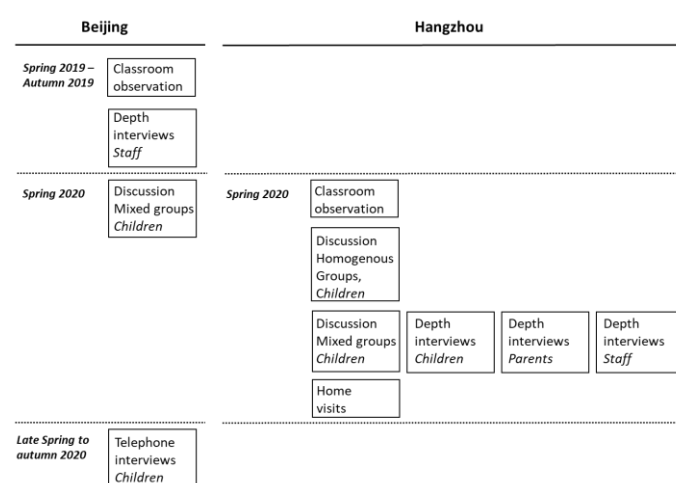 Beijing
Hangzhou
Spring 2019 –
Autumn 2019
Classroom
observation
Depth
interviews
Staff
Spring 2020
Discussion
Mixed groups
Children
Spring 2020
Classroom
observation
Discussion
Homogenous
Groups,
Children
Discussion
Mixed groups
Children
Depth
interviews
Children
Depth
interviews
Parents
Depth
interviews
Staff
Home
visits
Late Spring to
autumn 2020
Telephone
interviews
Children